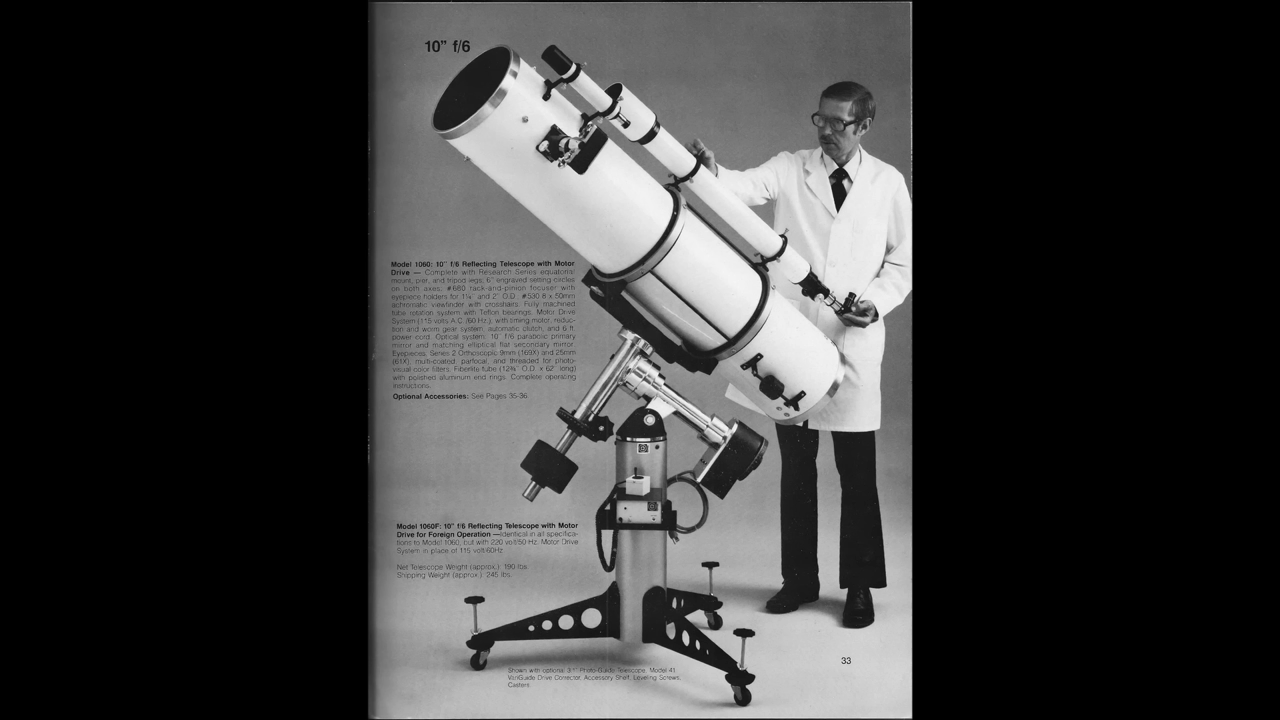 10" f/6
Model 1060: 10" f/6 Reflecting Telescope with Motor
Drive — Complete with Research Series equatorial
mount, pier, and tripod legs; 6" engraved setting circles
on both axes. #680 rack-and-pinion focuser with
eyepiece holders for 1¼" and 2" O.D. #530 8 x 50mm
achromatic viewfinder with crosshairs. Fully machined
tube rotation system with Teflon bearings. Motor Drive
System (115 volts A.C./60 Hz.), with timing motor, reduc-
tion and worm gear system, automatic clutch, and 6 ft.
power cord. Optical system: 10" f/6 parabolic primary
mirror and matching elliptical flat secondary mirror.
Eyepieces: Series 2 Orthoscopic 9mm (169X) and 25mm
(61X), multi-coated, parfocal, and threaded for photo-
visual color filters. Fiberlite tube (12¾" O.D. x 62" long)
with polished aluminum end rings. Complete operating
instructions.
Optional Accessories: See Pages 35-36.
Model 1060F: 10" f/6 Reflecting Telescope with Motor
Drive for Foreign Operation —Identical in all specifica-
tions to Model 1060, but with 220 volt/50 Hz. Motor Drive
System in place of 115 volt/60Hz.
Net Telescope Weight (approx.): 190 lbs.
Shipping Weight (approx.): 245 lbs.
33
Shown with optional 3.1" Photo-Guide Telescope, Model 41
VariGuide Drive Corrector, Accessory Shelf, Leveling Screws,
Casters.